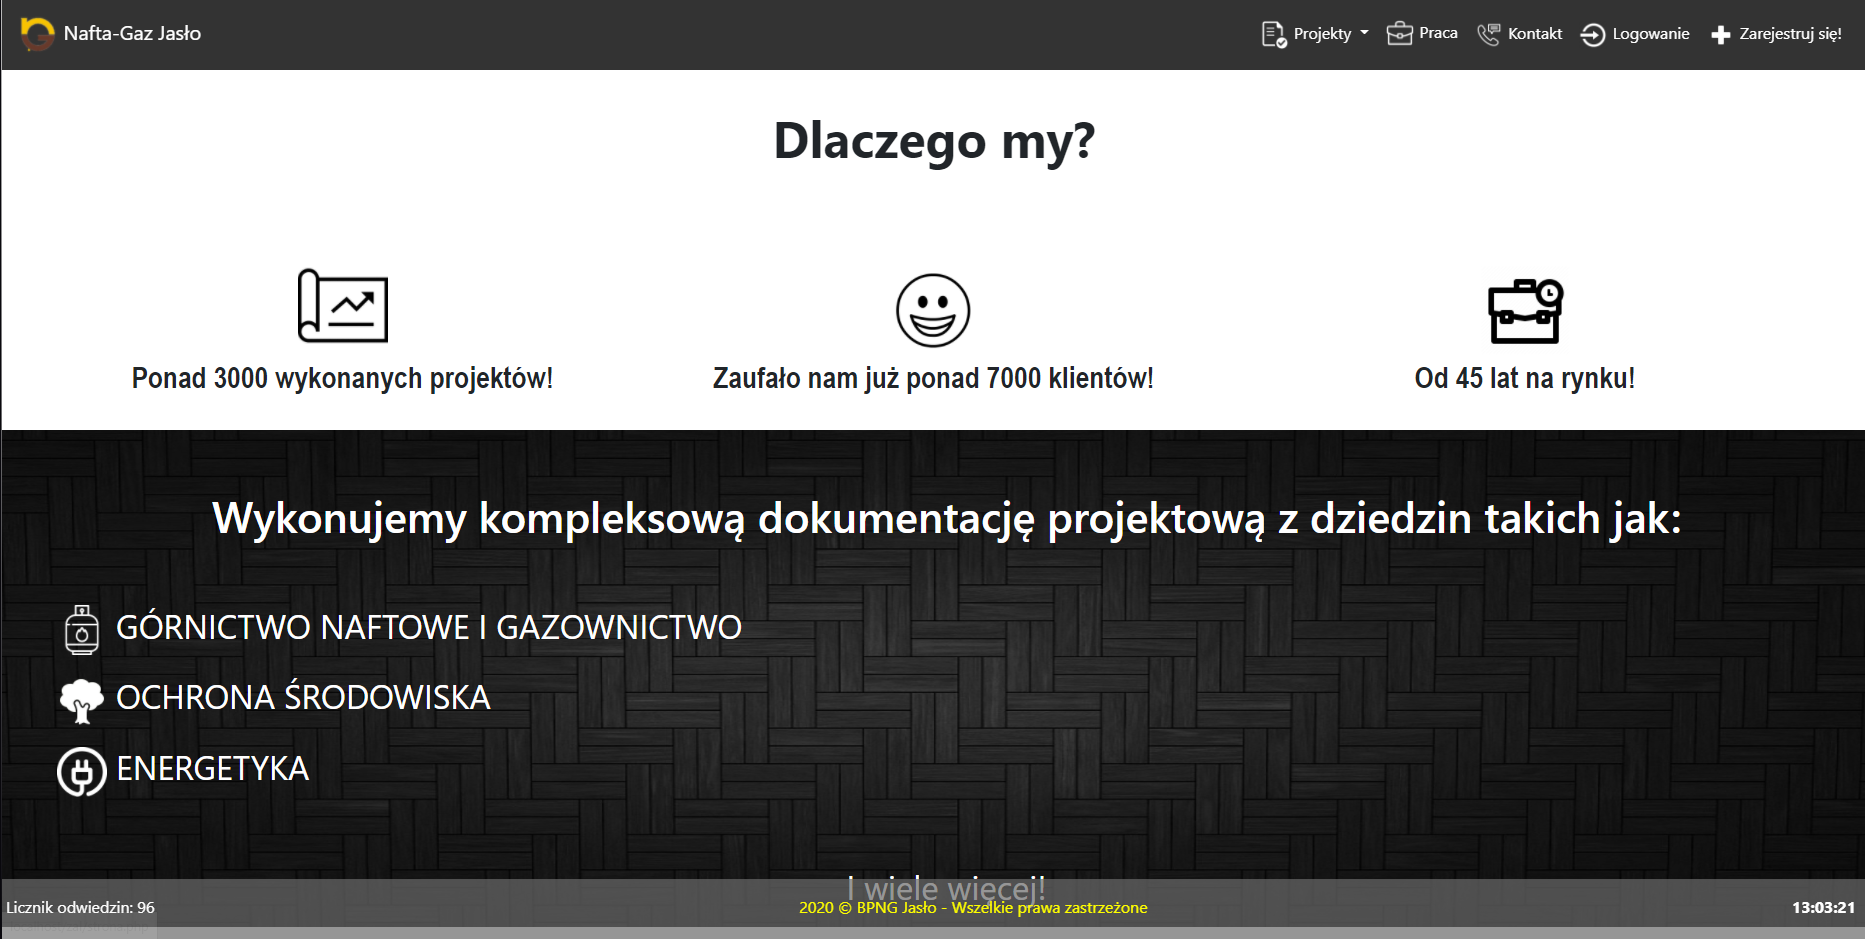 Nafta-Gaz Jasło
Projekty
Praca
Kontakt
Logowanie
Zarejestruj się!
Dlaczego my?
Ponad 3000 wykonanych projektów!
Zaufało nam już ponad 7000 klientów!
Od 45 lat na rynku!
Wykonujemy kompleksową dokumentację projektową z dziedzin takich jak:
GÓRNICTWO NAFTOWE I GAZOWNICTWO
OCHRONA ŚRODOWISKA
ENERGETYKA
I wiele więcej!
Licznik odwiedzin: 96
2020 © BPNG Jasło - Wszelkie prawa zastrzeżone
13:03:21